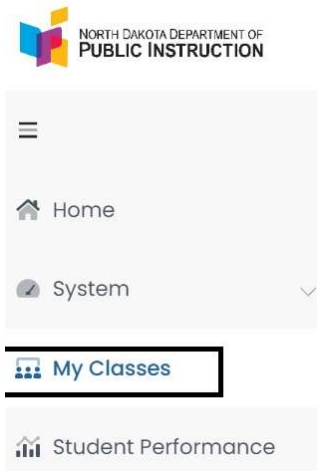 NORTH DAKOTA DEPARTMENT OF
PUBLIC INSTRUCTION
Home
System
My Classes
Student Performance